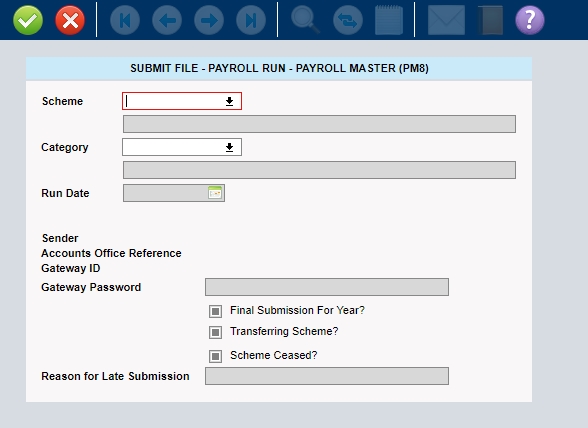 ?
SUBMIT FILE - PAYROLL RUN - PAYROLL MASTER (PM8)
Scheme
Category
Run Date
Sender
Accounts Office Reference
Gateway ID
Gateway Password
Final Submission For Year?
Transferring Scheme?
Scheme Ceased?
Reason for Late Submission